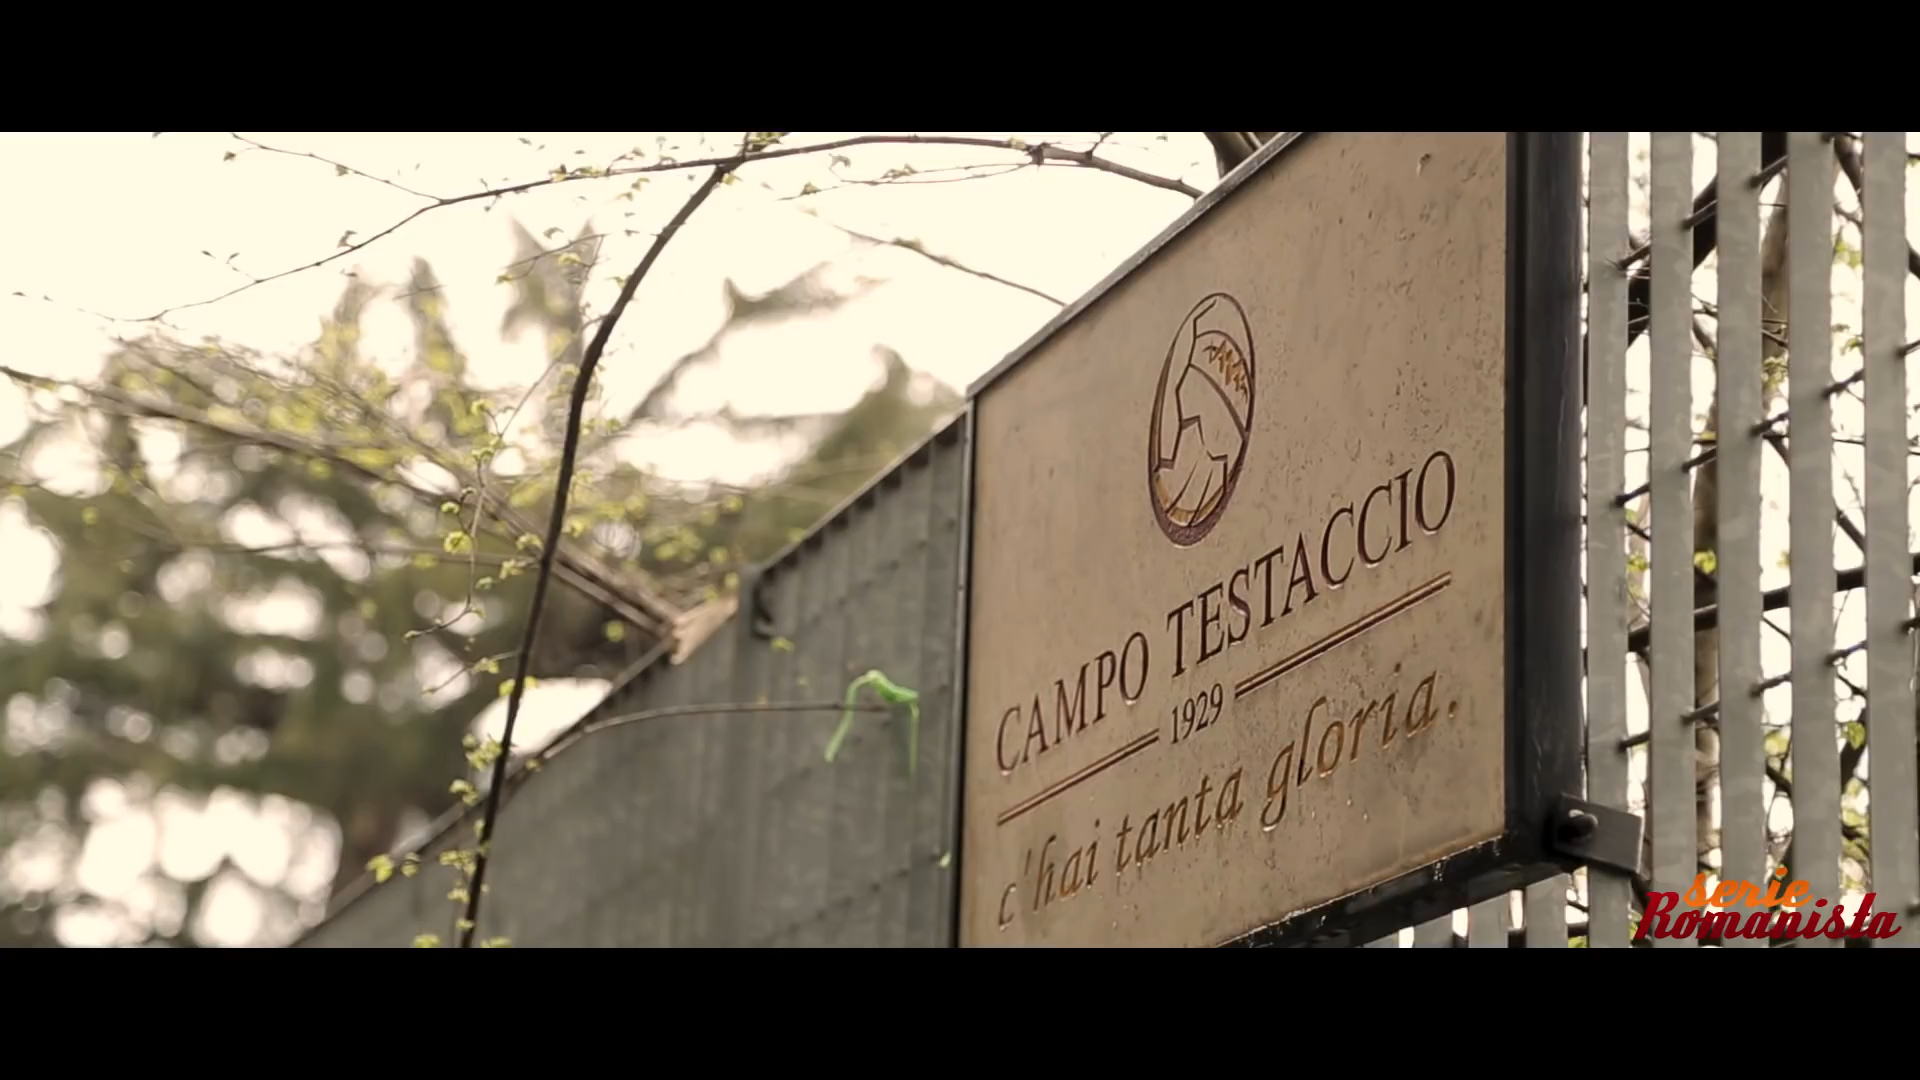 CAMPO TESTACCIO
1929
c'hai tanta gloria.
serie
Romanista